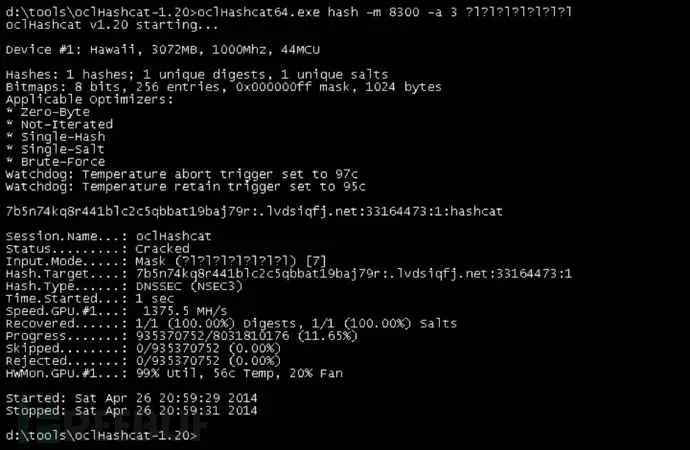 d:\tools\oclHashcat-1.20>oclHashcat64.exe hash -m 8300 -a 3 ?l?l?l?l?l?l?l
oclHashcat v1.20 starting...
Device #1: Hawaii, 3072MB, 1000Mhz, 44MCU
Hashes: 1 hashes; 1 unique digests, 1 unique salts
Bitmaps: 8 bits, 256 entries, 0x000000ff mask, 1024 bytes
Applicable Optimizers:
* Zero-Byte
* Not-Iterated
* Single-Hash
* Single-Salt
* Brute-Force
Watchdog: Temperature abort trigger set to 97c
Watchdog: Temperature retain trigger set to 95c
7b5n74kq8r441blc2c5qbbat19baj79r:.lvdsiqfj.net:33164473:1:hashcat
Session.Name...: oclHashcat
Status.........: Cracked
Input.Mode.....: Mask (?l?l?l?l?l?l?l) [7]
Hash.Target....: 7b5n74kq8r441blc2c5qbbat19baj79r:.lvdsiqfj.net:33164473:1
Hash.Type......: DNSSEC (NSEC3)
Time.Started...: 1 sec
Speed.GPU.#1...:  1375.5 MH/s
Recovered......: 1/1 (100.00%) Digests, 1/1 (100.00%) Salts
Progress.......: 935370752/8031810176 (11.65%)
Skipped........: 0/935370752 (0.00%)
Rejected.......: 0/935370752 (0.00%)
HWMon.GPU.#1...: 99% Util, 56c Temp, 20% Fan
Started: Sat Apr 26 20:59:29 2014
Stopped: Sat Apr 26 20:59:31 2014
d:\tools\oclHashcat-1.20>